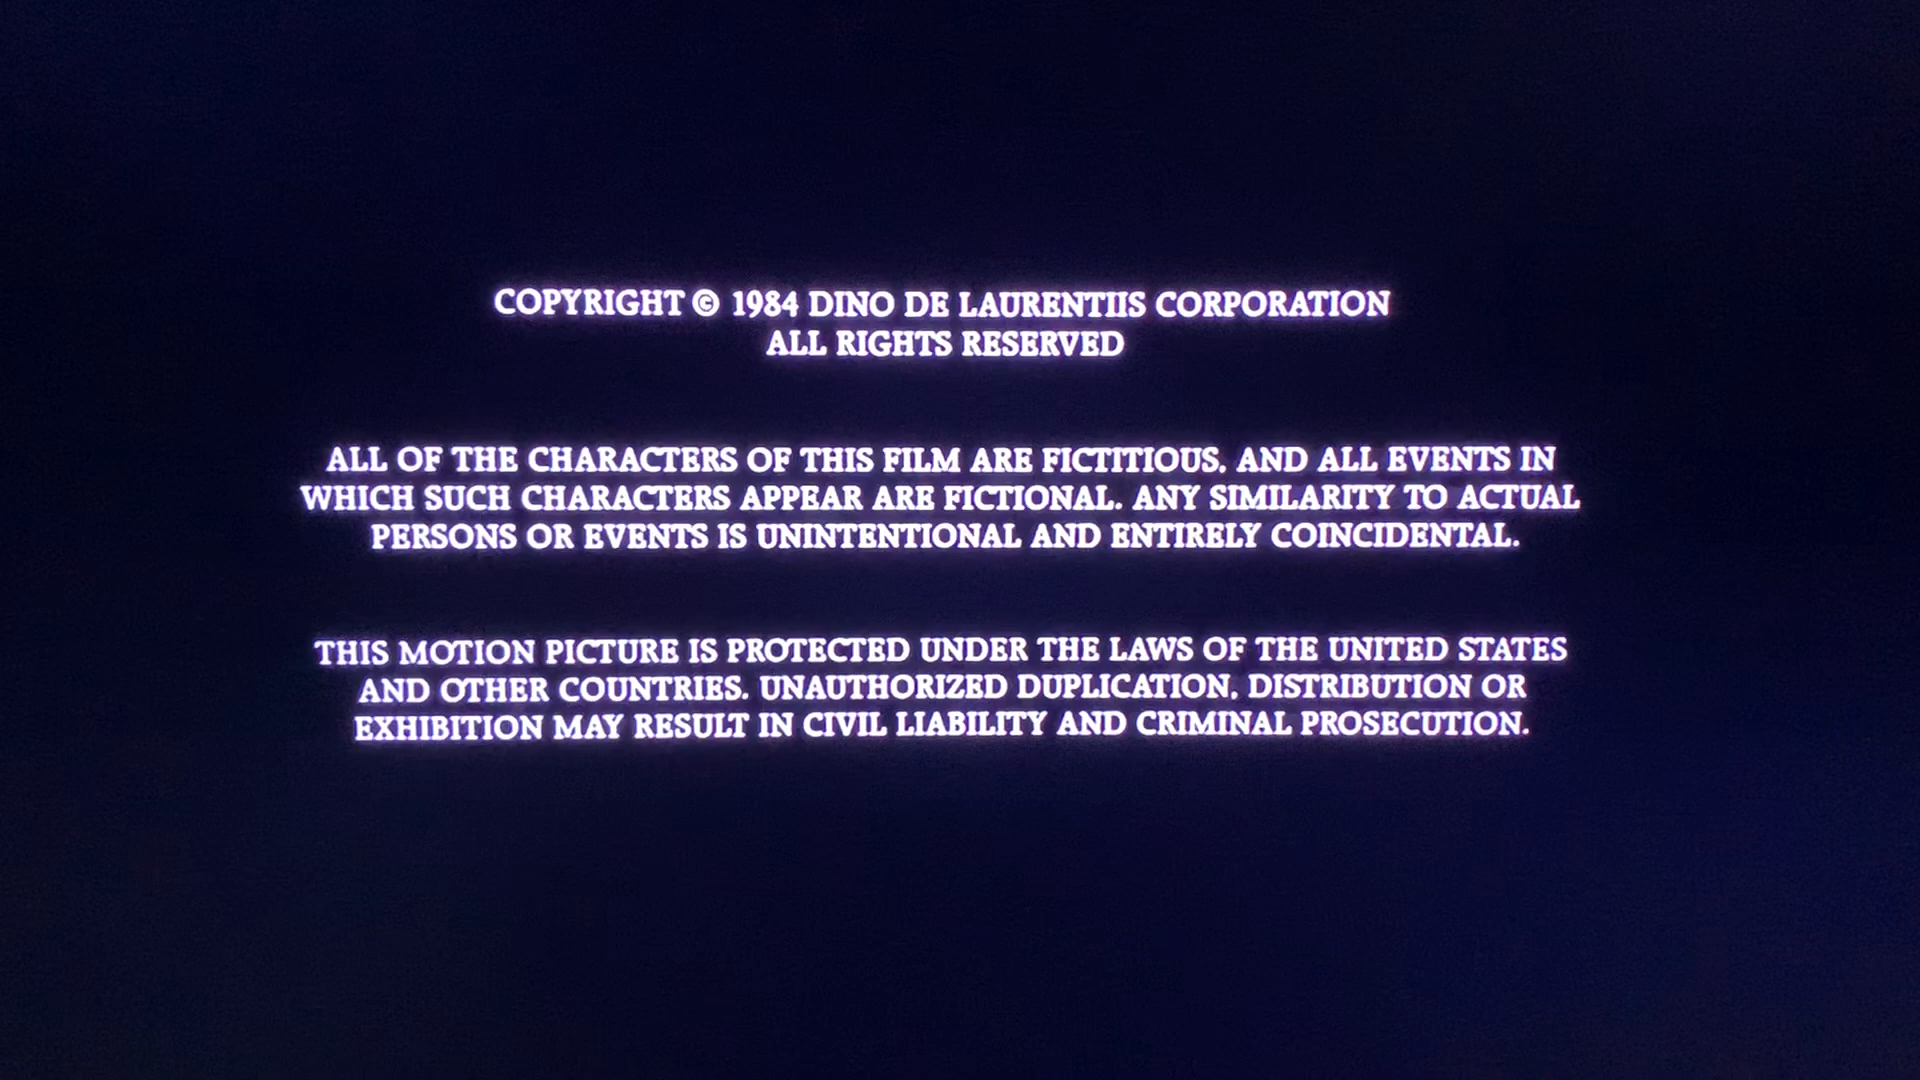 COPYRIGHT © 1984 DINO DE LAURENTIIS CORPORATION
ALL RIGHTS RESERVED
ALL OF THE CHARACTERS OF THIS FILM ARE FICTITIOUS, AND ALL EVENTS IN
WHICH SUCH CHARACTERS APPEAR ARE FICTIONAL. ANY SIMILARITY TO ACTUAL
PERSONS OR EVENTS IS UNINTENTIONAL AND ENTIRELY COINCIDENTAL.
THIS MOTION PICTURE IS PROTECTED UNDER THE LAWS OF THE UNITED STATES
AND OTHER COUNTRIES. UNAUTHORIZED DUPLICATION, DISTRIBUTION OR
EXHIBITION MAY RESULT IN CIVIL LIABILITY AND CRIMINAL PROSECUTION.